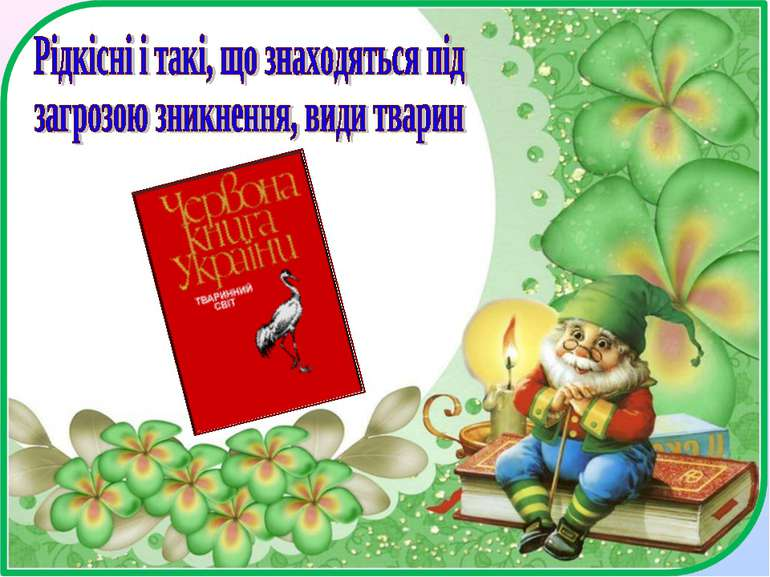 Рідкісні і такі, що знаходяться під
загрозою зникнення, види тварин
Червона
книга
України
ТВАРИННИЙ
СВІТ